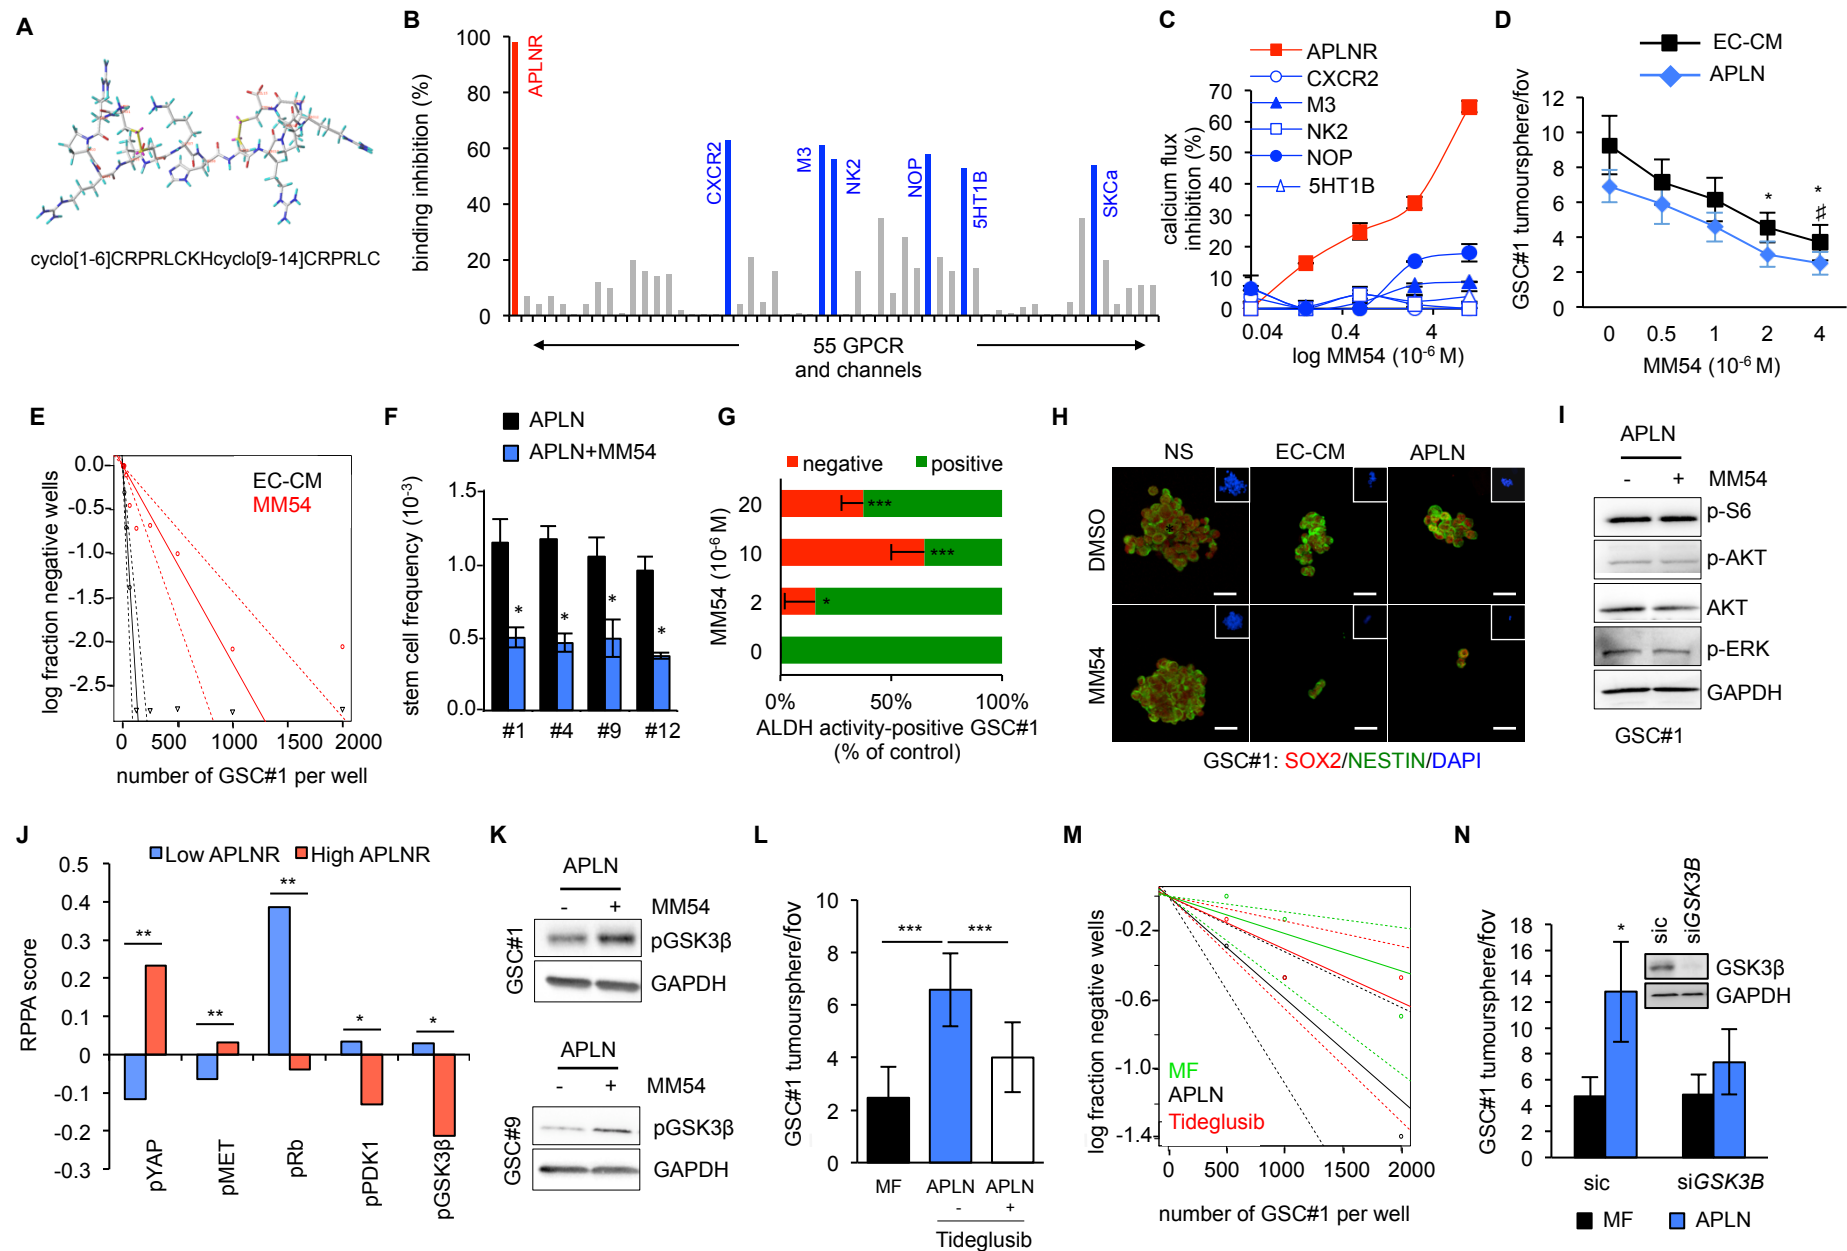 A
cyclo[1-6]CRPRLCKHcyclo[9-14]CRPRLC
B
binding inhibition (%)
100
80
60
40
20
0
APLNR
CXCR2
M3
NK2
NOP
5HT1B
SKCa
55 GPCR
and channels
C
APLNR
CXCR2
M3
NK2
NOP
5HT1B
calcium flux
inhibition (%)
70
60
50
40
30
20
10
0
0.04 0.4 4
log MM54 (10-6 M)
D
EC-CM
APLN
GSC#1 tumoursphere/fov
12
10
8
6
4
2
0
* *
#
0 0.5 1 2 4
MM54 (10-6 M)
E
log fraction negative wells
0.0
-0.5
-1.0
-1.5
-2.0
-2.5
EC-CM
MM54
0 500 1000 1500 2000
number of GSC#1 per well
F
APLN
APLN+MM54
stem cell frequency (10-3)
1.5
1.0
0.5
0.0
* * * *
#1 #4 #9 #12
G
negative positive
MM54 (10-6 M)
20 ***
10 ***
2 *
0
0% 50% 100%
ALDH activity-positive GSC#1
(% of control)
H
NS EC-CM APLN
DMSO
*
MM54
GSC#1: SOX2/NESTIN/DAPI
I
APLN
- + MM54
p-S6
p-AKT
AKT
p-ERK
GAPDH
GSC#1
J
Low APLNR High APLNR
RPPA score
0.5
0.4
0.3
0.2
0.1
0
-0.1
-0.2
-0.3
** ** ** * *
pYAP
pMET
pRb
pPDK1
pGSK3β
K
APLN
- + MM54
GSC#1
pGSK3β
GAPDH
APLN
- + MM54
GSC#9
pGSK3β
GAPDH
L
GSC#1 tumoursphere/fov
10
8
6
4
2
0
*** ***
MF APLN APLN
- +
Tideglusib
M
log fraction negative wells
-0.2
-0.6
-1.0
-1.4
MF
APLN
Tideglusib
0 500 1000 1500 2000
number of GSC#1 per well
N
GSC#1 tumoursphere/fov
18
16
14
12
10
8
6
4
2
0
*
sic
siGSK3B
GSK3β
GAPDH
sic siGSK3B
MF APLN